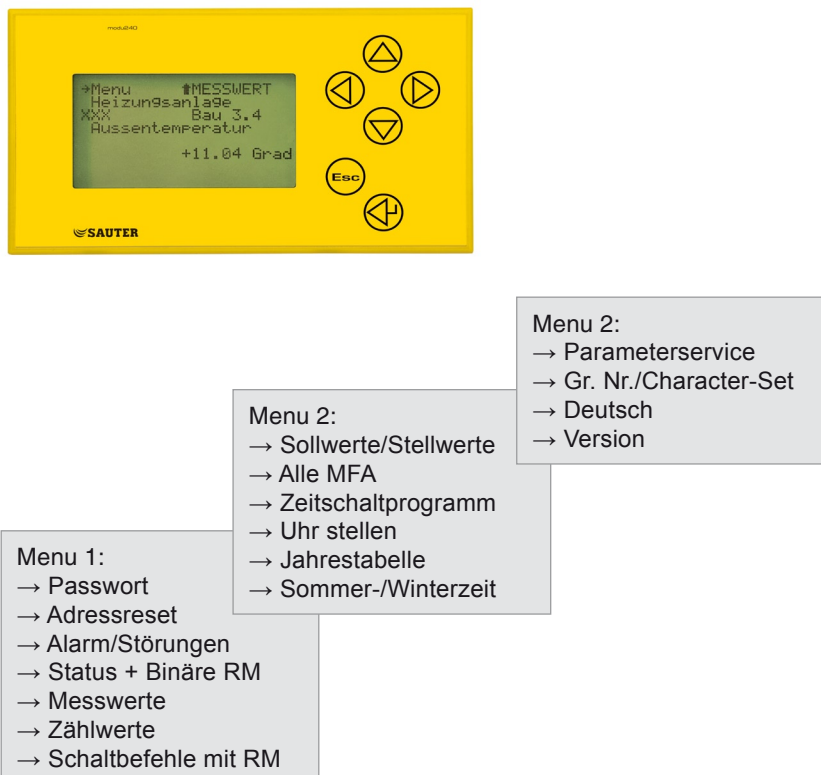 modu240
→Menu ⬆MESSWERT
Heizungsanlage
XXX Bau 3.4
Aussentemperatur
+11.04 Grad
Esc
SAUTER
Menu 2:
→ Parameterservice
→ Gr. Nr./Character-Set
→ Deutsch
→ Version
Menu 2:
→ Sollwerte/Stellwerte
→ Alle MFA
→ Zeitschaltprogramm
→ Uhr stellen
→ Jahrestabelle
→ Sommer-/Winterzeit
Menu 1:
→ Passwort
→ Adressreset
→ Alarm/Störungen
→ Status + Binäre RM
→ Messwerte
→ Zählwerte
→ Schaltbefehle mit RM